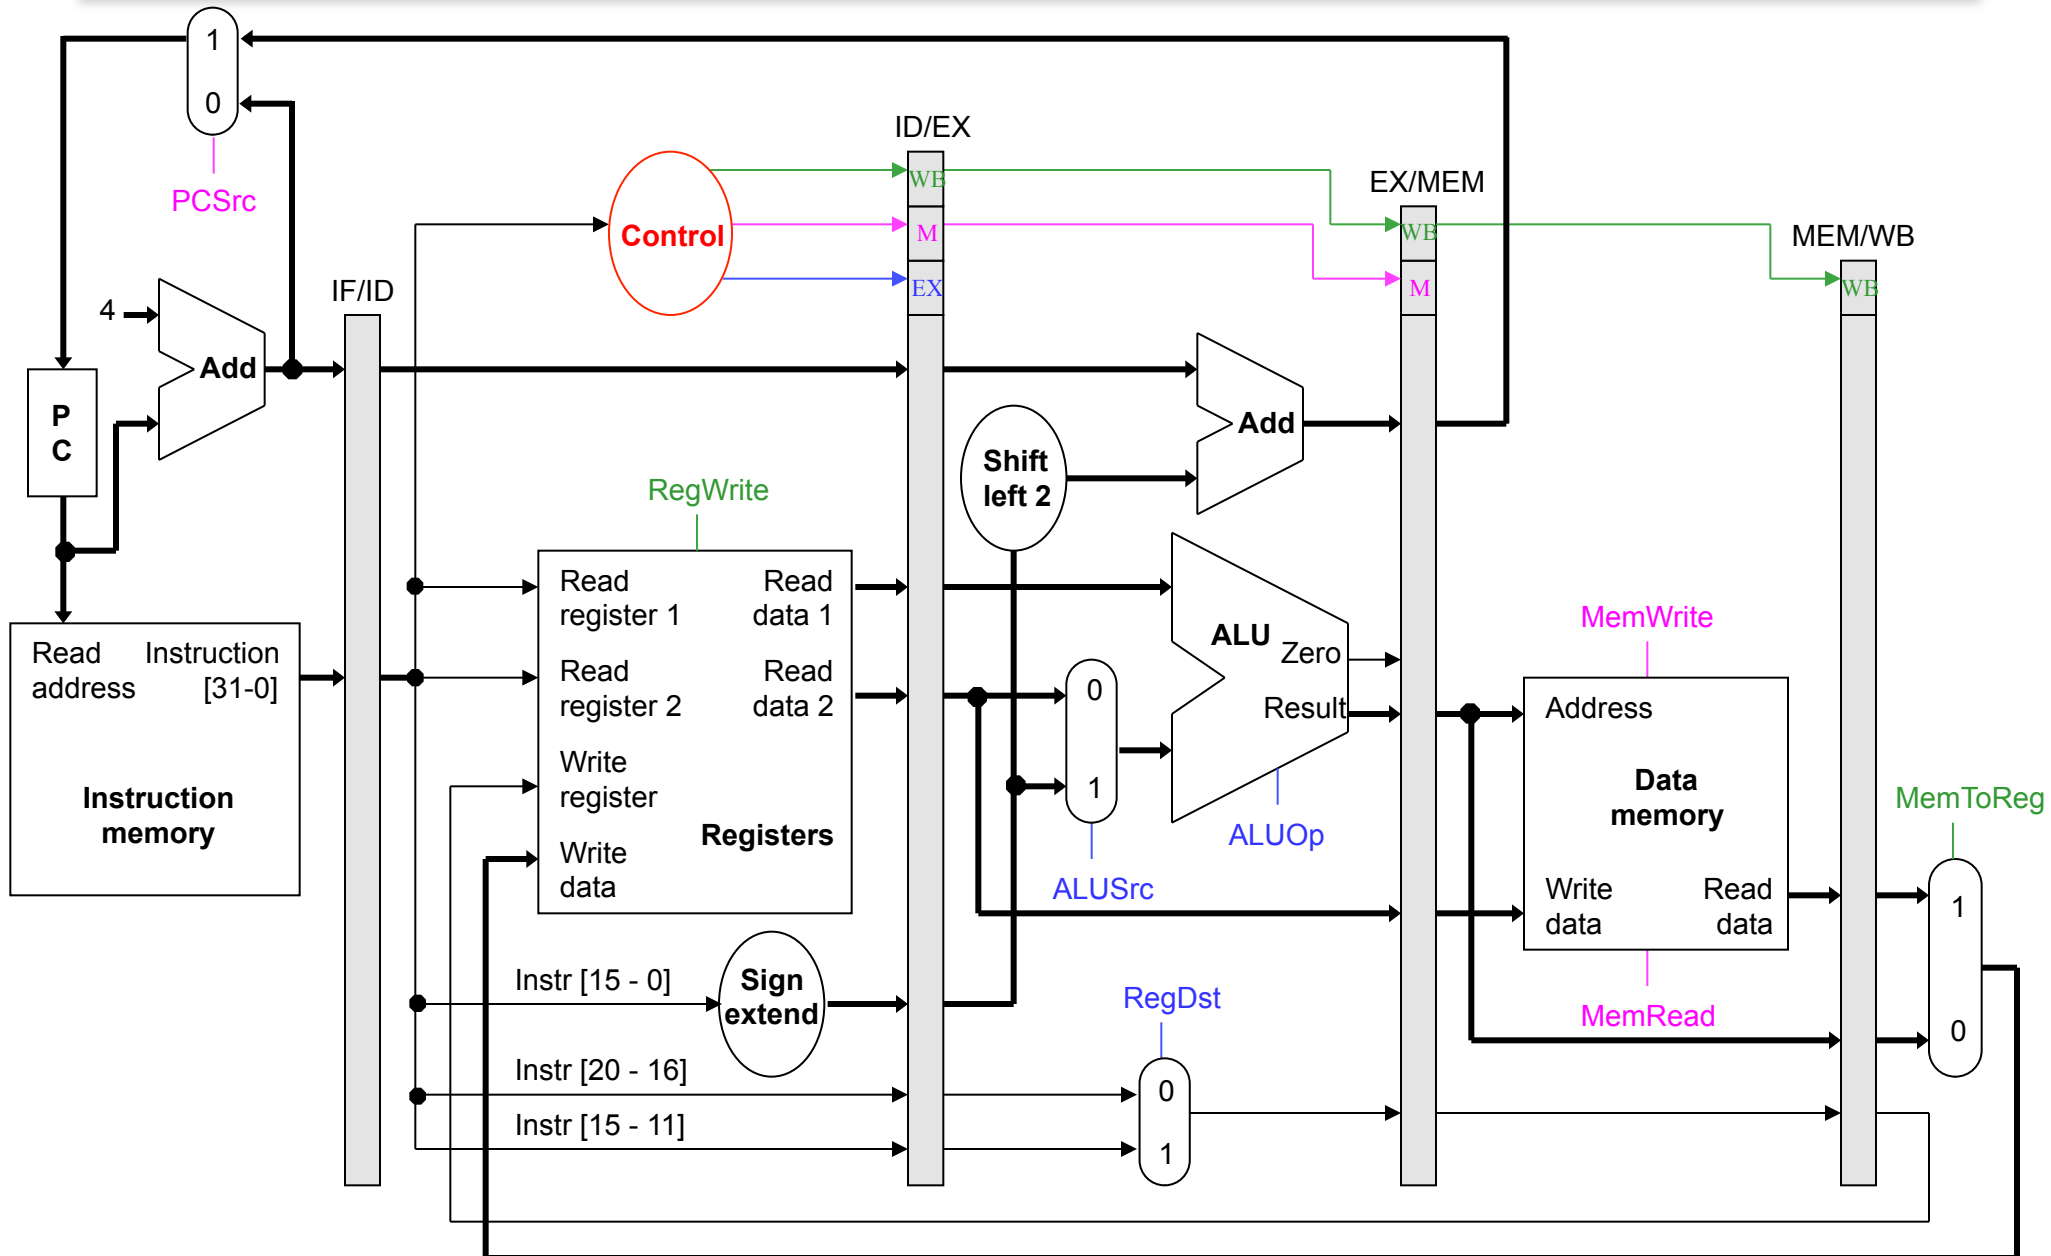 1
0
PCSrc
ID/EX
WB
M
EX
Control
EX/MEM
WB
M
MEM/WB
WB
IF/ID
4
Add
P
C
Add
Shift
left 2
RegWrite
Read
register 1
Read
data 1
Read
register 2
Read
data 2
Write
register
Write
data
Registers
Read
address
Instruction
[31-0]
Instruction
memory
ALU
Zero
Result
0
1
ALUSrc
ALUOp
MemWrite
Address
Data
memory
Write
data
Read
data
MemRead
MemToReg
1
0
Instr [15 - 0]
Sign
extend
RegDst
Instr [20 - 16]
Instr [15 - 11]
0
1